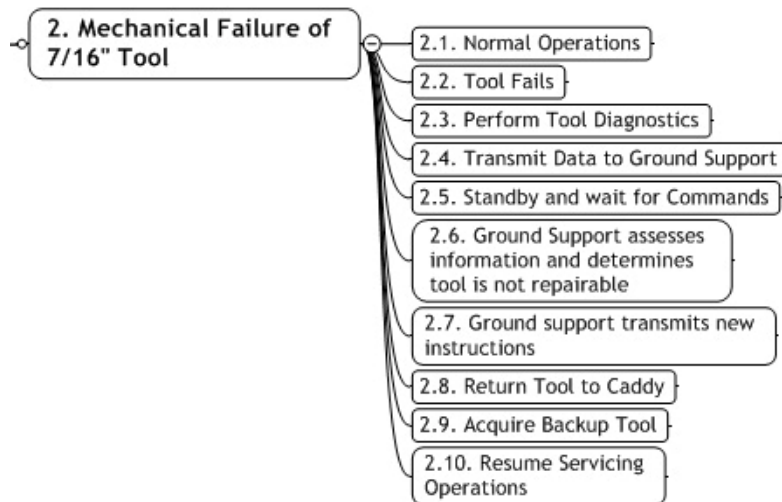 2. Mechanical Failure of
7/16" Tool
2.1. Normal Operations
2.2. Tool Fails
2.3. Perform Tool Diagnostics
2.4. Transmit Data to Ground Support
2.5. Standby and wait for Commands
2.6. Ground Support assesses
information and determines
tool is not repairable
2.7. Ground support transmits new
instructions
2.8. Return Tool to Caddy
2.9. Acquire Backup Tool
2.10. Resume Servicing
Operations